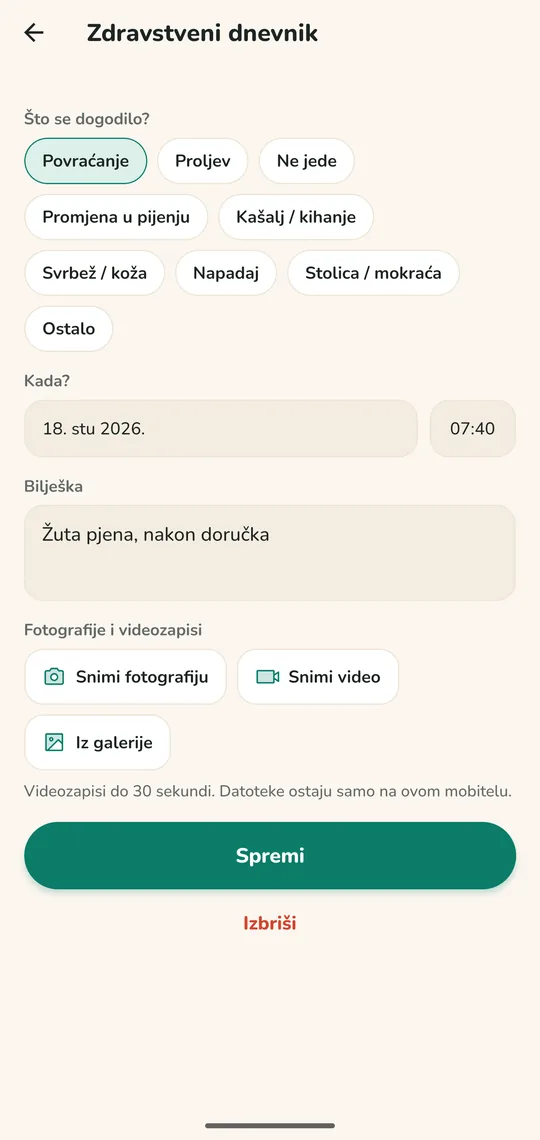 Zdravstveni dnevnik
Što se dogodilo?
Povraćanje Proljev Ne jede
Promjena u pijenju Kašalj / kihanje
Svrbež / koža Napadaj Stolica / mokraća
Ostalo
Kada?
18. stu 2026. 07:40
Bilješka
Žuta pjena, nakon doručka
Fotografije i videozapisi
Snimi fotografiju Snimi video
Iz galerije
Videozapisi do 30 sekundi. Datoteke ostaju samo na ovom mobitelu.
Spremi
Izbriši